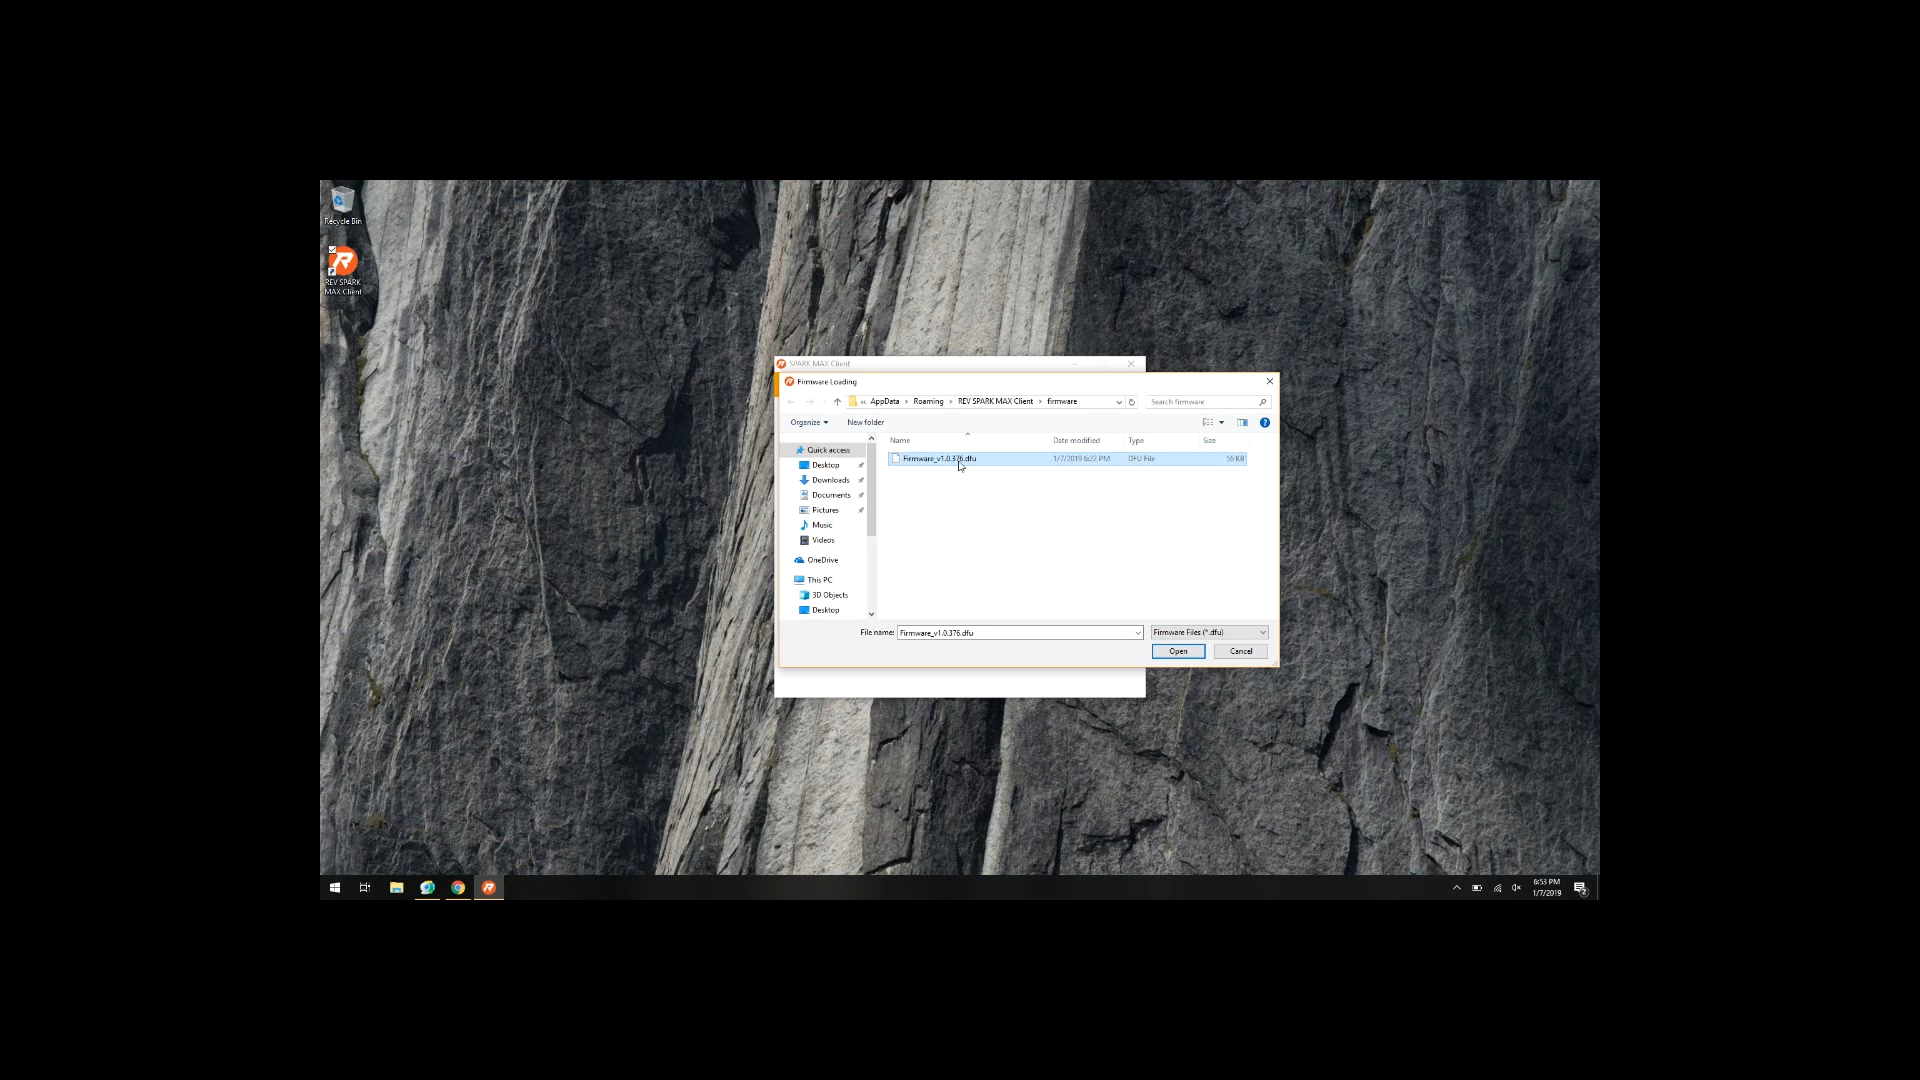 Recycle Bin
REV SPARK
MAX Client
SPARK MAX Client
Firmware Loading
« AppData › Roaming › REV SPARK MAX Client › firmware
Search firmware
Organize
New folder
Name
Date modified
Type
Size
Firmware_v1.0.376.dfu
1/7/2019 6:22 PM
DFU File
56 KB
Quick access
Desktop
Downloads
Documents
Pictures
Music
Videos
OneDrive
This PC
3D Objects
Desktop
File name:
Firmware_v1.0.376.dfu
Firmware Files (*.dfu)
Open
Cancel
6:53 PM
1/7/2019
2